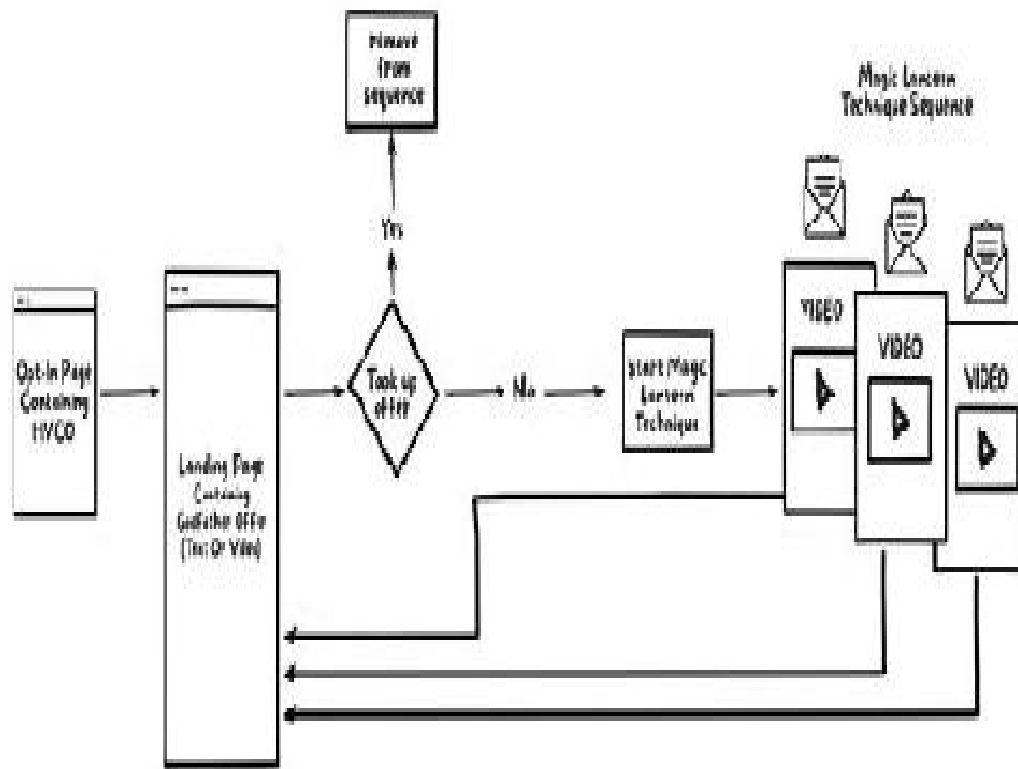 remove
from
sequence
Magic Lantern
Technique Sequence
Yes
Opt-In Page
Containing
HVCO
Landing Page
Containing
Godfather Offer
(Text Or Video)
Took up
offer
No
Start Magic
Lantern
Technique
VIDEO
VIDEO
VIDEO